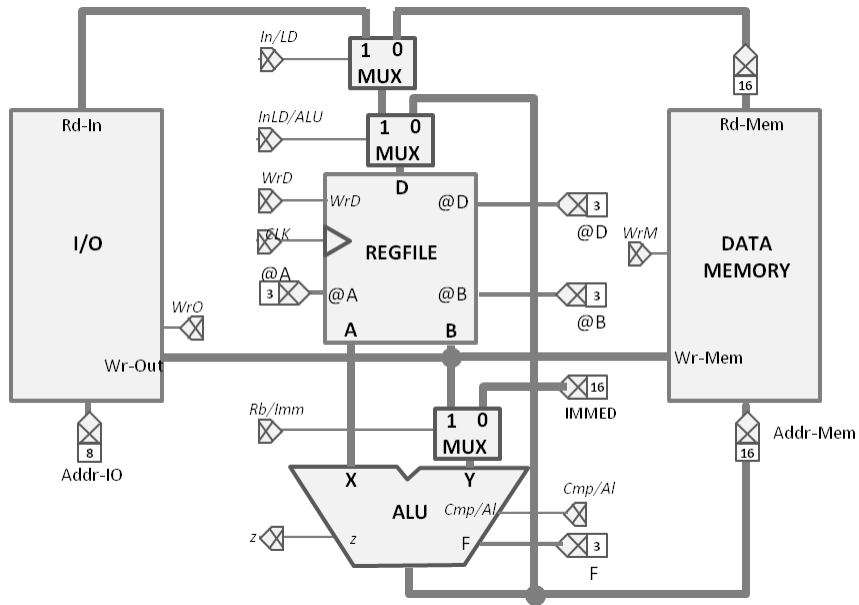 In/LD
1 0
MUX
16
Rd-In
InLD/ALU
1 0
MUX
Rd-Mem
D
WrD
WrD
@D
3
@D
I/O
CLK
REGFILE
WrM
DATA
MEMORY
@A
3
@A
@B
3
@B
WrO
A
B
Wr-Out
Wr-Mem
Rb/Imm
1 0
MUX
16
IMMED
8
Addr-IO
Addr-Mem
16
X
Y
ALU
Cmp/Al
Cmp/Al
z
z
F
3
F